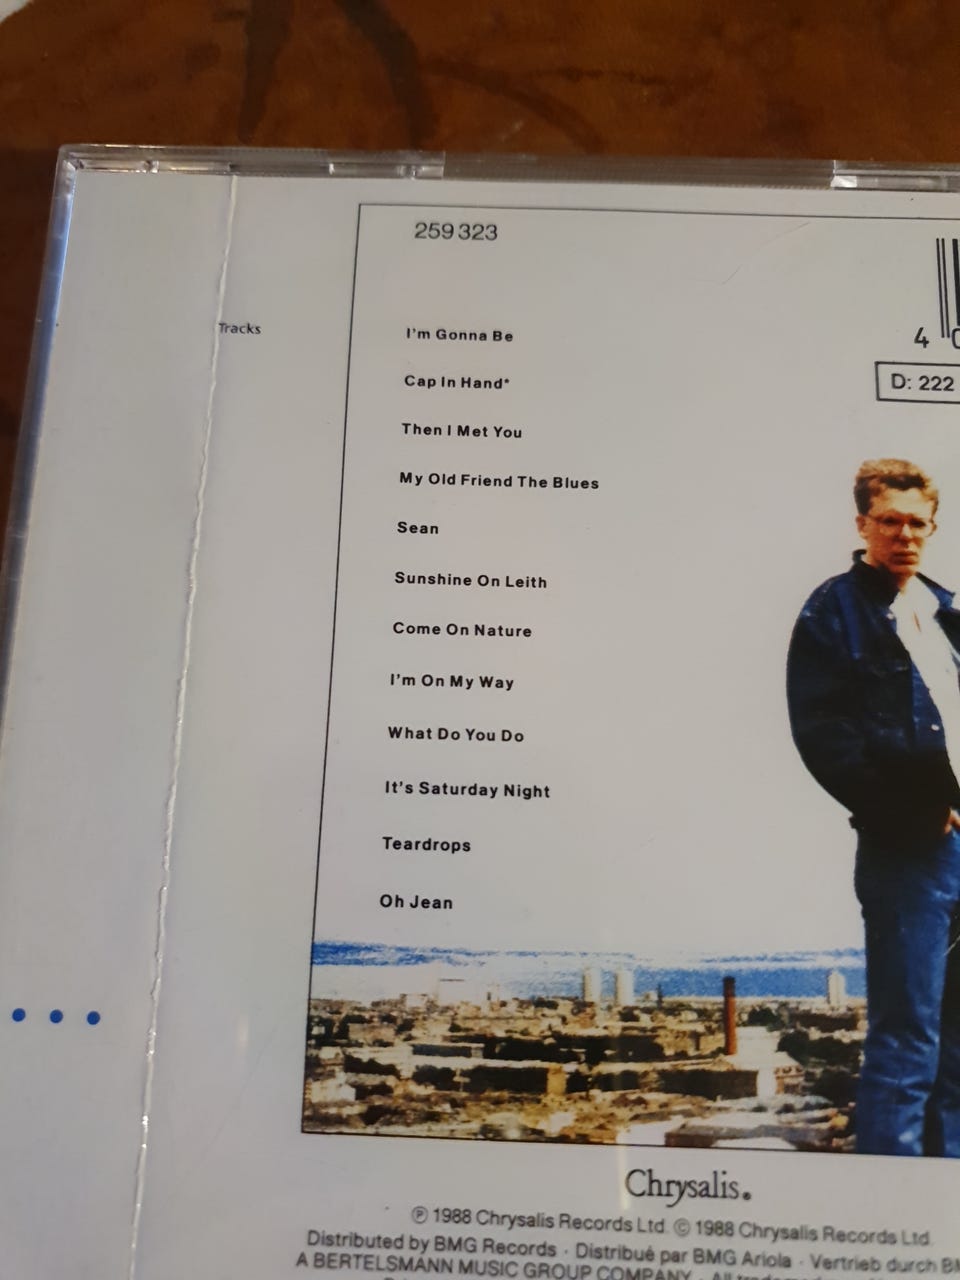 259 323
4
D: 222
Tracks
I'm Gonna Be
Cap In Hand*
Then I Met You
My Old Friend The Blues
Sean
Sunshine On Leith
Come On Nature
I'm On My Way
What Do You Do
It's Saturday Night
Teardrops
Oh Jean
Chrysalis®
℗ 1988 Chrysalis Records Ltd. © 1988 Chrysalis Records Ltd.
Distributed by BMG Records · Distribué par BMG Ariola · Vertrieb durch
A BERTELSMANN MUSIC GROUP COMPANY